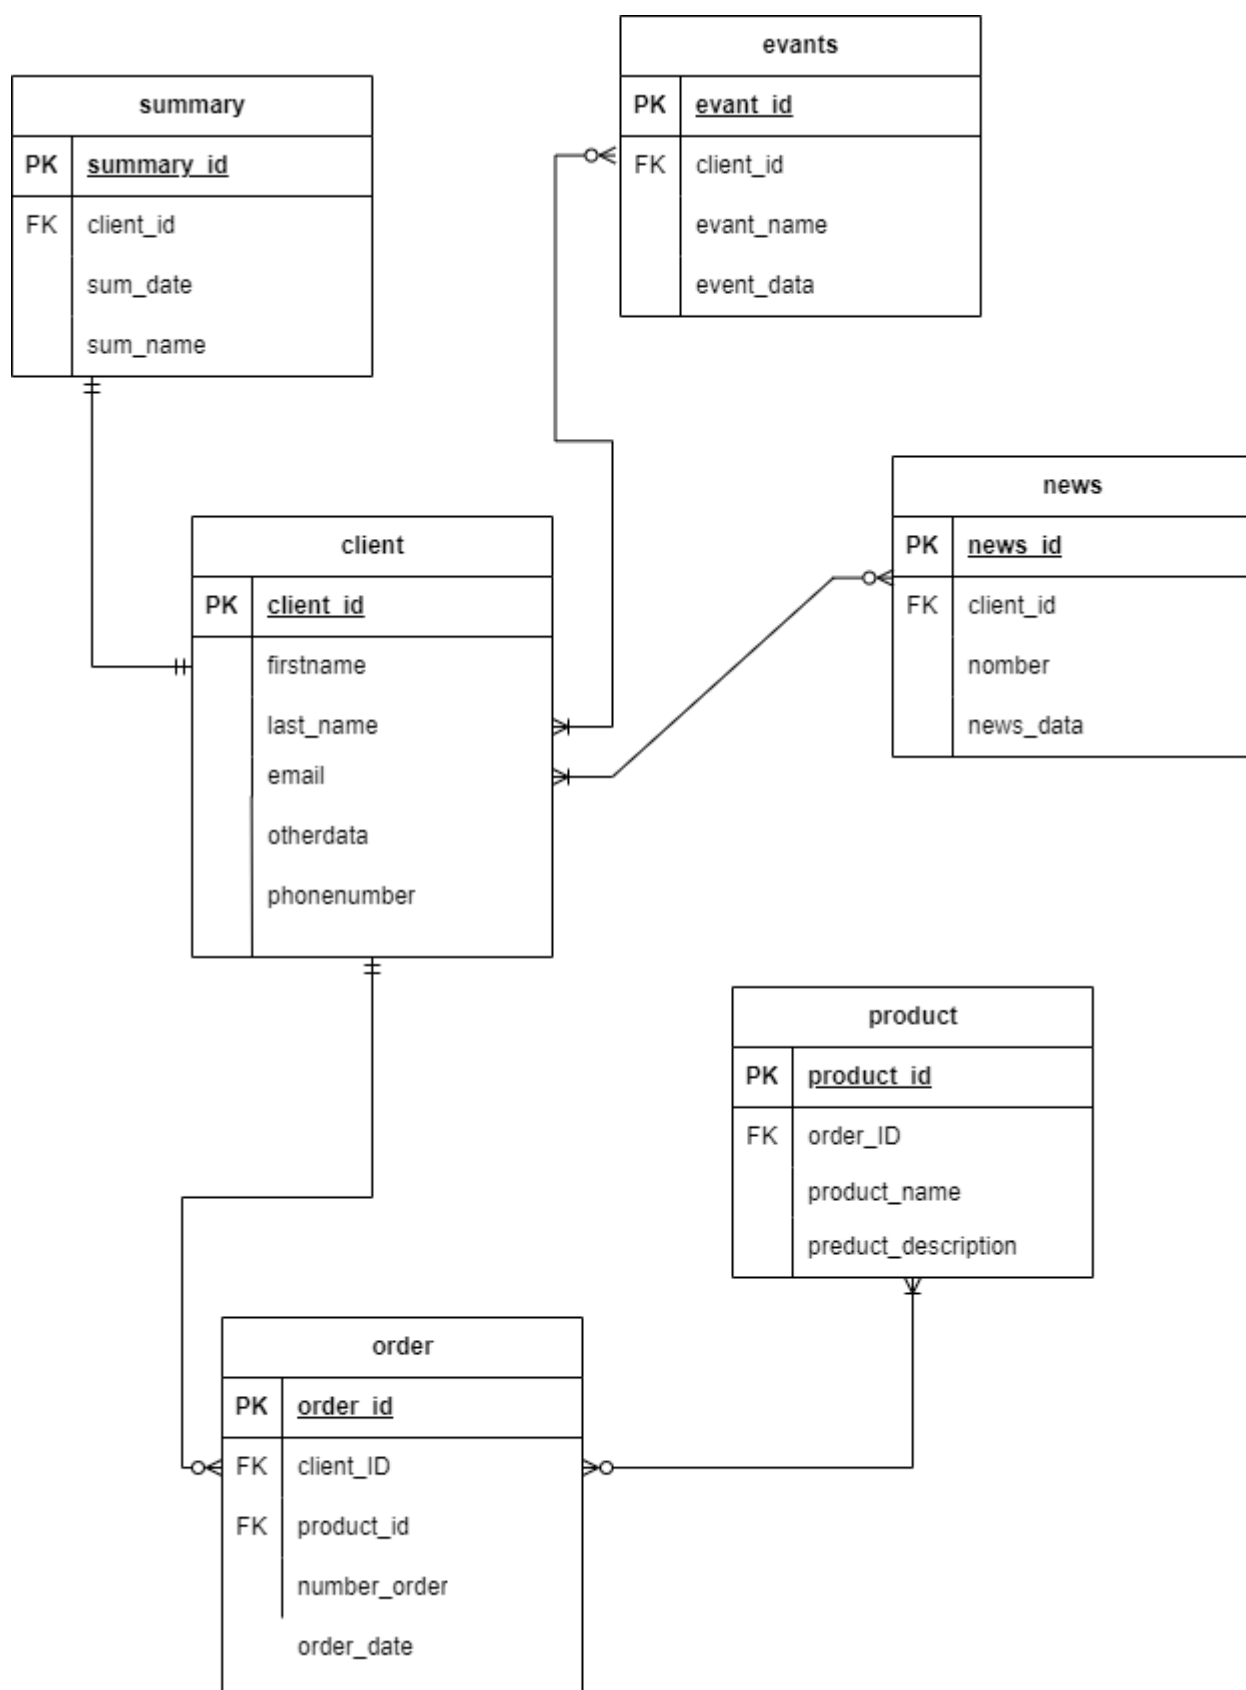 summary
PK summary_id
FK client_id
sum_date
sum_name
evants
PK evant_id
FK client_id
evant_name
event_data
client
PK client_id
firstname
last_name
email
otherdata
phonenumber
news
PK news_id
FK client_id
nomber
news_data
product
PK product_id
FK order_ID
product_name
preduct_description
order
PK order_id
FK client_ID
FK product_id
number_order
order_date